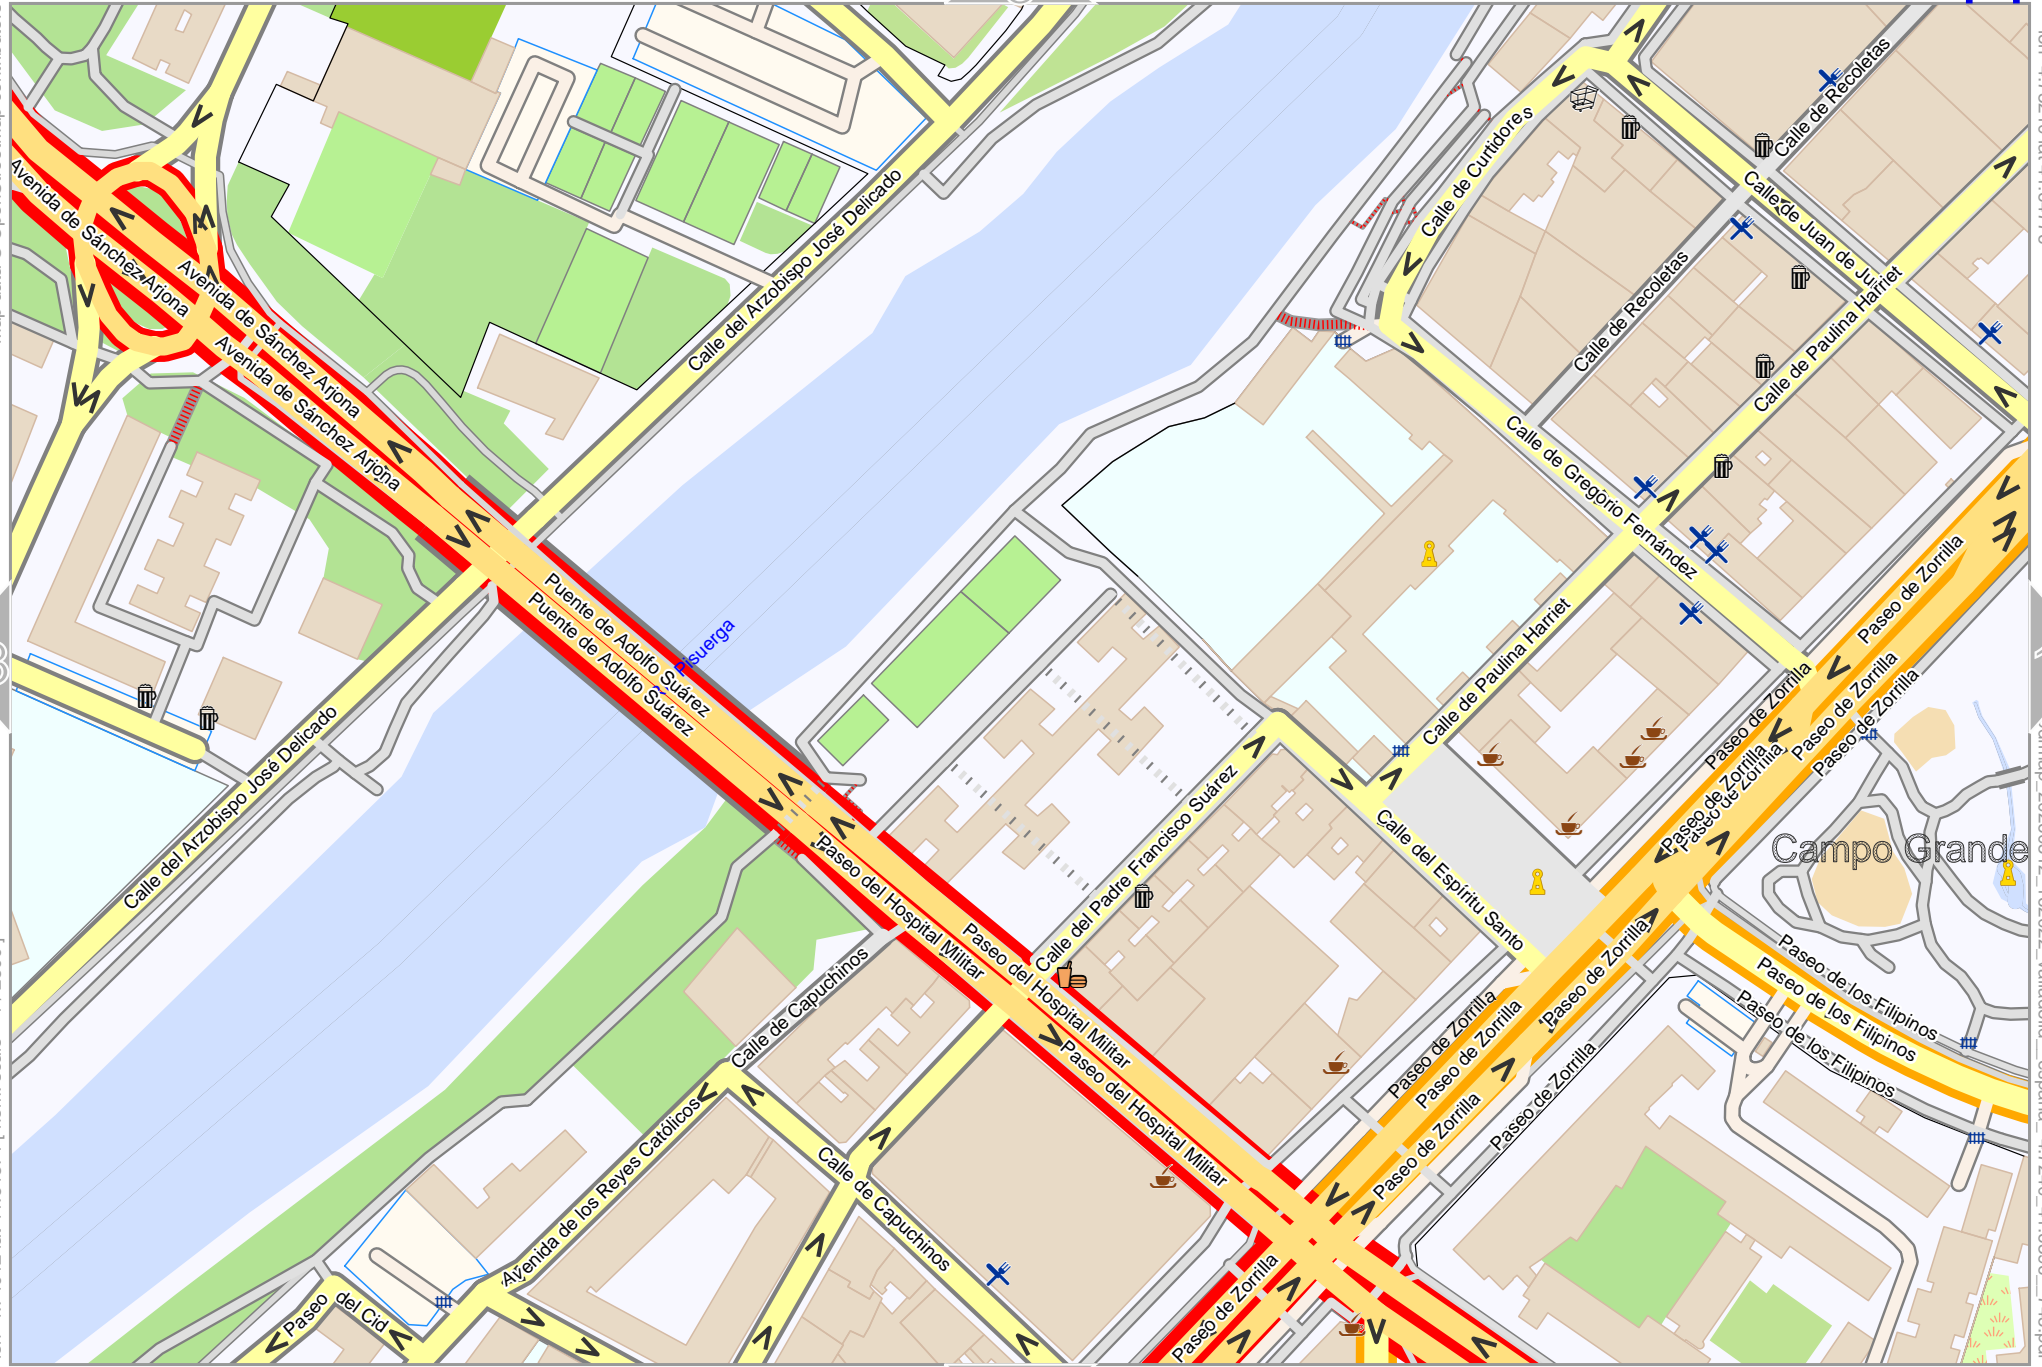 Calle de Recoletas
Calle de Curtidores
Calle de Juan de Juni
Avenida de Sánchez Arjona
Avenida de Sánchez Arjona
Calle del Arzobispo José Delicado
Calle de Recoletas
Calle de Paulina Harriet
Avenida de Sánchez Arjona
Avenida de Sánchez Arjona
Calle de Gregorio Fernández
Puente de Adolfo Suárez
Puente de Adolfo Suárez
Pisuerga
Calle de Paulina Harriet
Paseo de Zorrilla
Paseo de Zorrilla
Paseo de Zorrilla
Paseo de Zorrilla
Paseo de Zorrilla
Paseo de Zorrilla
Calle del Arzobispo José Delicado
Calle del Padre Francisco Suárez
Calle del Espíritu Santo
Campo Grande
Paseo del Hospital Militar
Paseo del Hospital Militar
Calle de Capuchinos
Paseo de Zorrilla
Paseo de los Filipinos
Paseo de los Filipinos
Paseo de los Filipinos
Paseo de Zorrilla
Paseo de Zorrilla
Paseo de Zorrilla
Paseo de Zorrilla
Paseo del Hospital Militar
Avenida de los Reyes Católicos
Calle de Capuchinos
Paseo del Cid
Paseo de Zorrilla